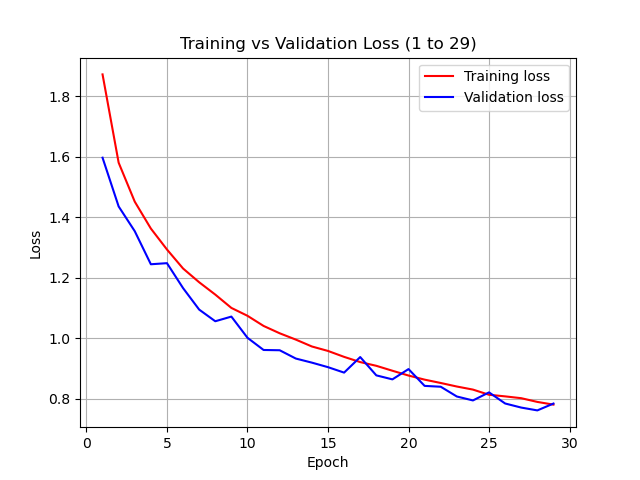 Training vs Validation Loss (1 to 29)
Training loss
Validation loss
Loss
1.8
1.6
1.4
1.2
1.0
0.8
0 5 10 15 20 25 30
Epoch